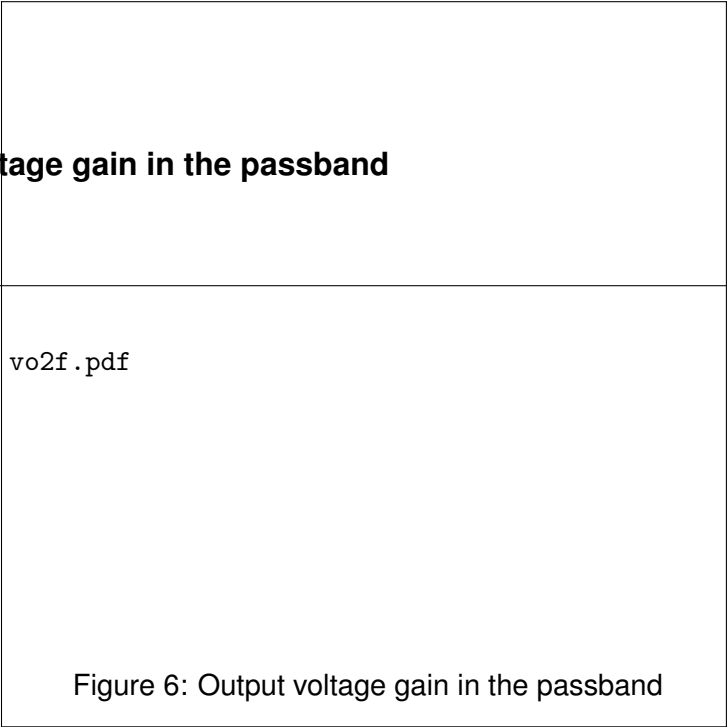 tage gain in the passband
vo2f.pdf
Figure 6: Output voltage gain in the passband